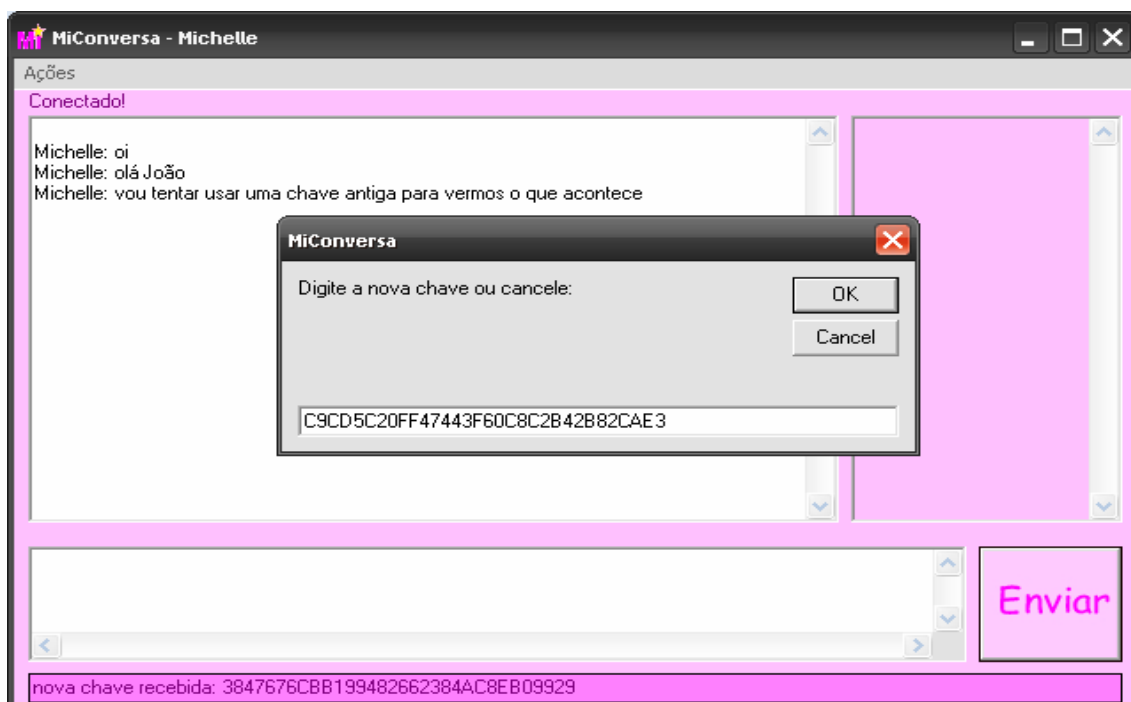 MiConversa - Michelle
Ações
Conectado!
Michelle: oi
Michelle: olá João
Michelle: vou tentar usar uma chave antiga para vermos o que acontece
MiConversa
Digite a nova chave ou cancele:
OK
Cancel
C9CD5C20FF47443F60C8C2B42B82CAE3
Enviar
nova chave recebida: 3847676CBB199482662384AC8EB09929